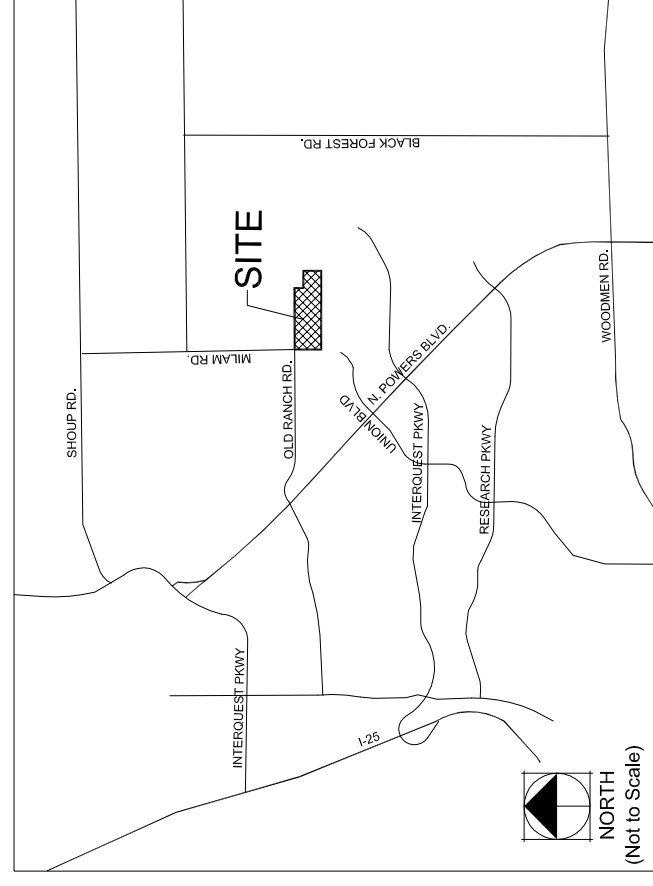 SHOUP RD.
BLACK FOREST RD.
SITE
MILAM RD.
OLD RANCH RD.
N. POWERS BLVD.
UNION BLVD
WOODMEN RD.
INTERQUEST PKWY
RESEARCH PKWY
INTERQUEST PKWY
I-25
NORTH
(Not to Scale)